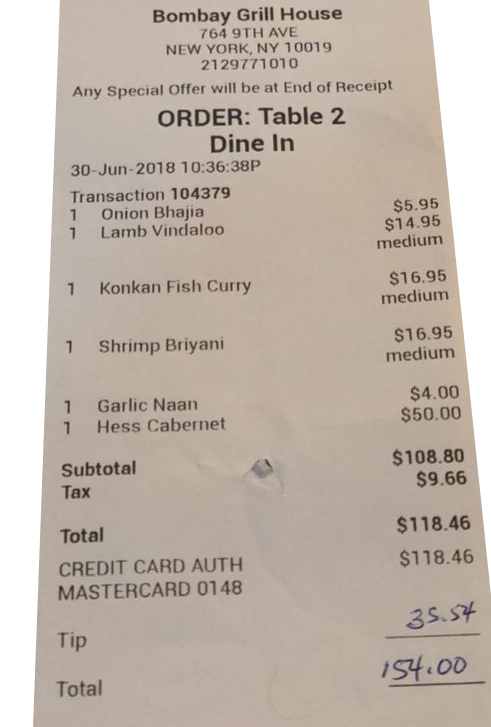 Bombay Grill House
764 9TH AVE
NEW YORK, NY 10019
2129771010
Any Special Offer will be at End of Receipt
ORDER: Table 2
Dine In
30-Jun-2018 10:36:38P
Transaction 104379
1 Onion Bhajia $5.95
1 Lamb Vindaloo $14.95
medium
1 Konkan Fish Curry $16.95
medium
1 Shrimp Briyani $16.95
medium
1 Garlic Naan $4.00
1 Hess Cabernet $50.00
Subtotal $108.80
Tax $9.66
Total $118.46
CREDIT CARD AUTH $118.46
MASTERCARD 0148
Tip 35.54
Total 154.00